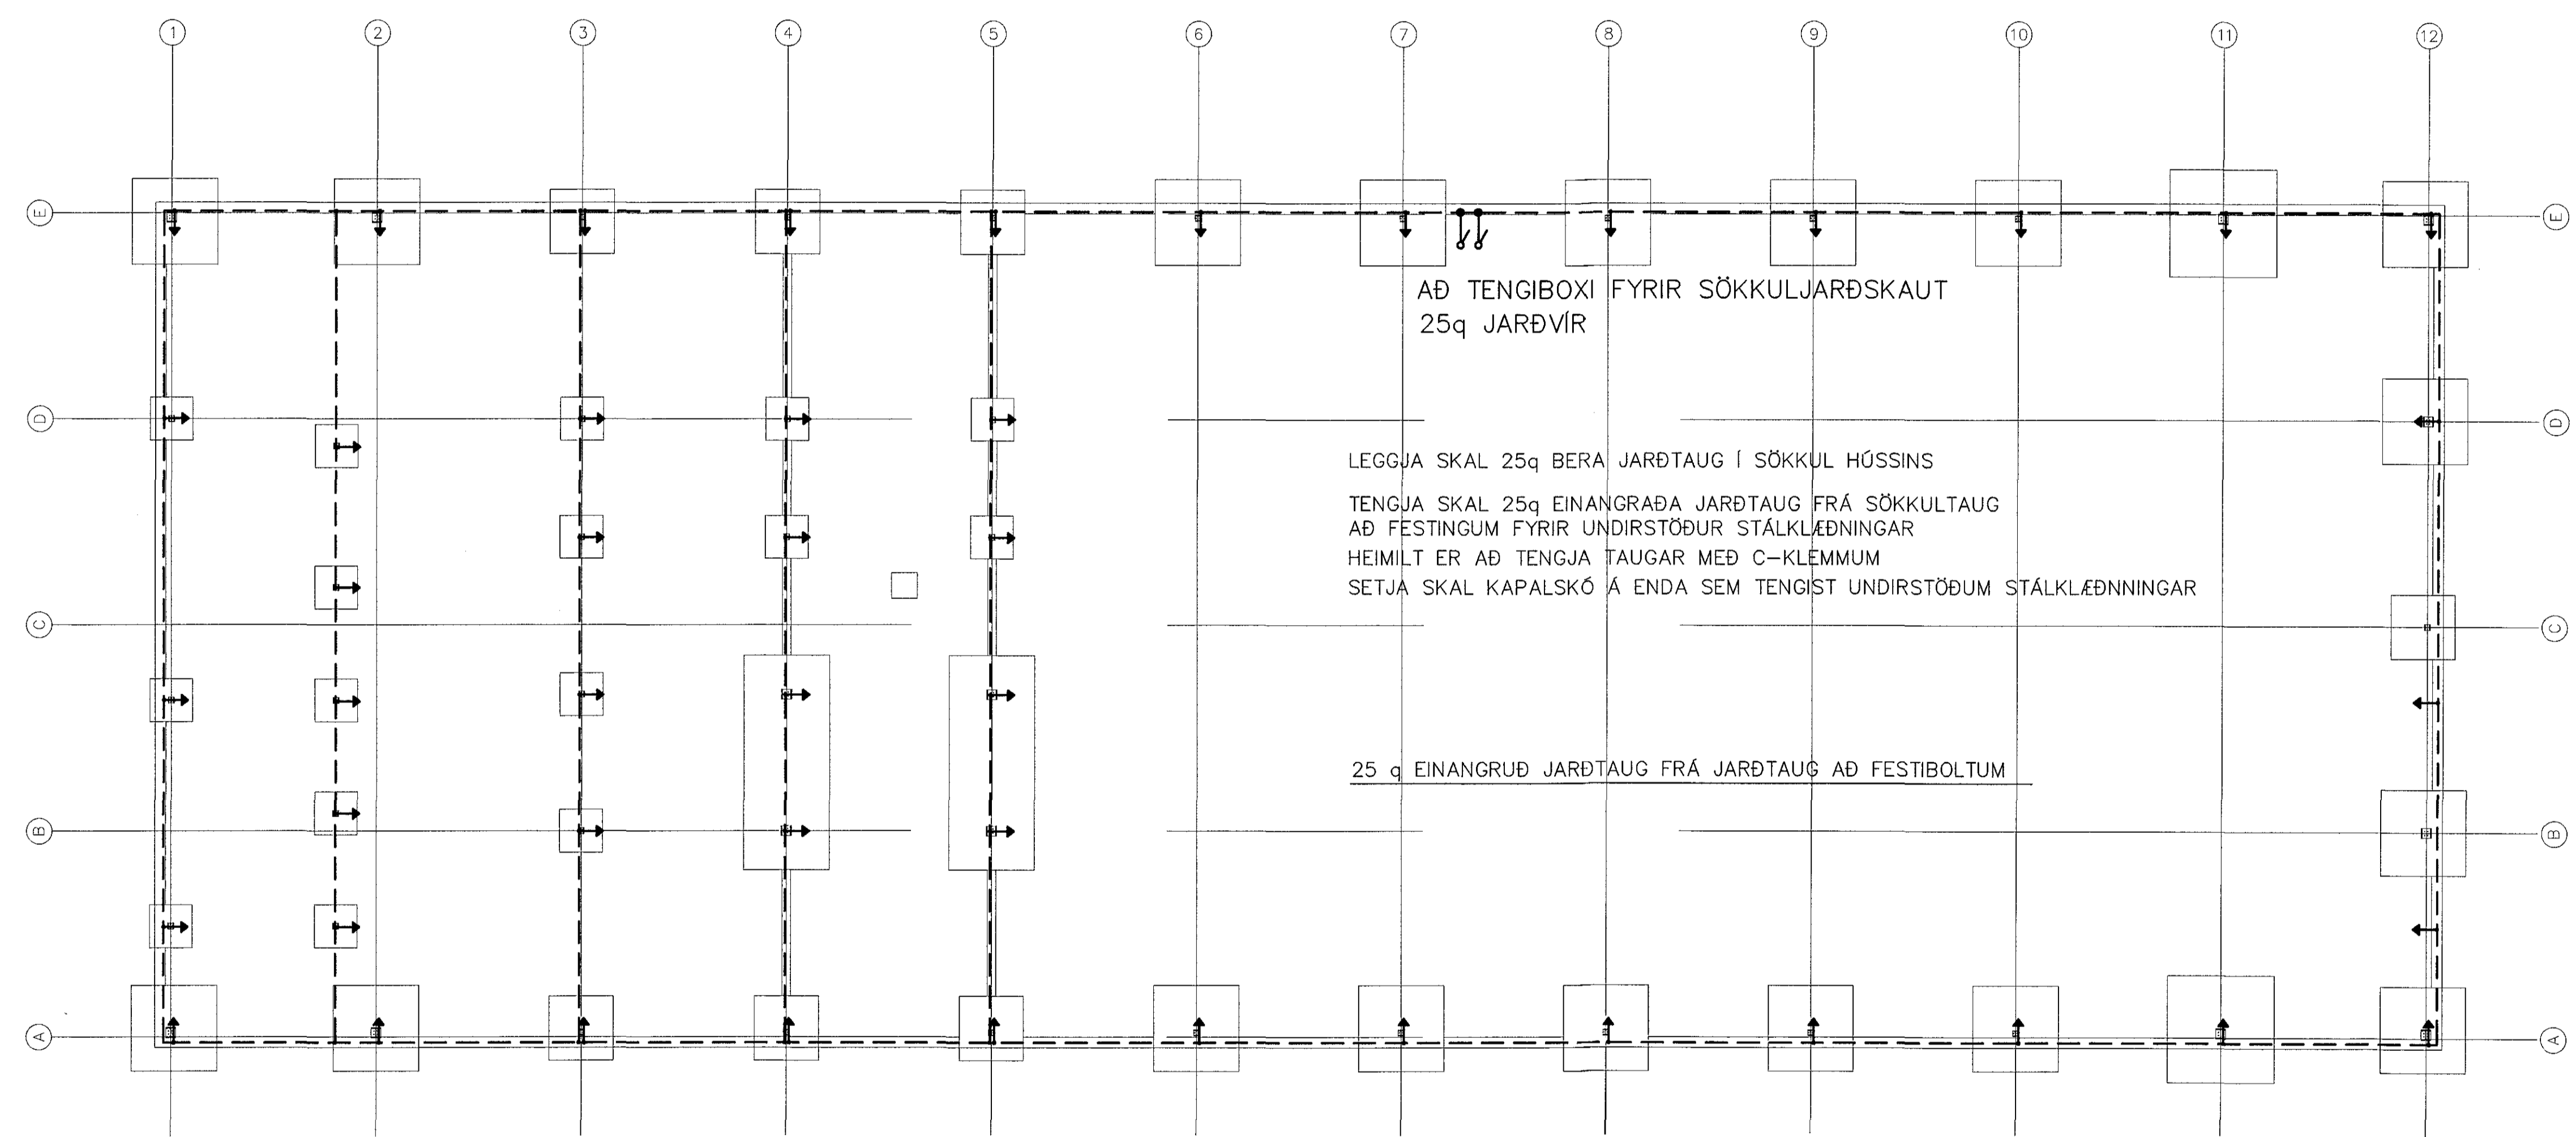 1 2 3 4 5 6 7 8 9 10 11 12
E E
AÐ TENGIBOXI FYRIR SÖKKULJARÐSKAUT
25q JARÐVÍR
D D
LEGGJA SKAL 25q BERA JARÐTAUG Í SÖKKUL HÚSSINS
TENGJA SKAL 25q EINANGRAÐA JARÐTAUG FRÁ SÖKKULTAUG
AÐ FESTINGUM FYRIR UNDIRSTÖÐUR STÁLKLÆÐNINGAR
HEIMILT ER AÐ TENGJA TAUGAR MEÐ C-KLEMMUM
SETJA SKAL KAPALSKÓ Á ENDA SEM TENGIST UNDIRSTÖÐUM STÁLKLÆÐNNINGAR
C C
25 q EINANGRUÐ JARÐTAUG FRÁ JARÐTAUG AÐ FESTIBOLTUM
B B
A A